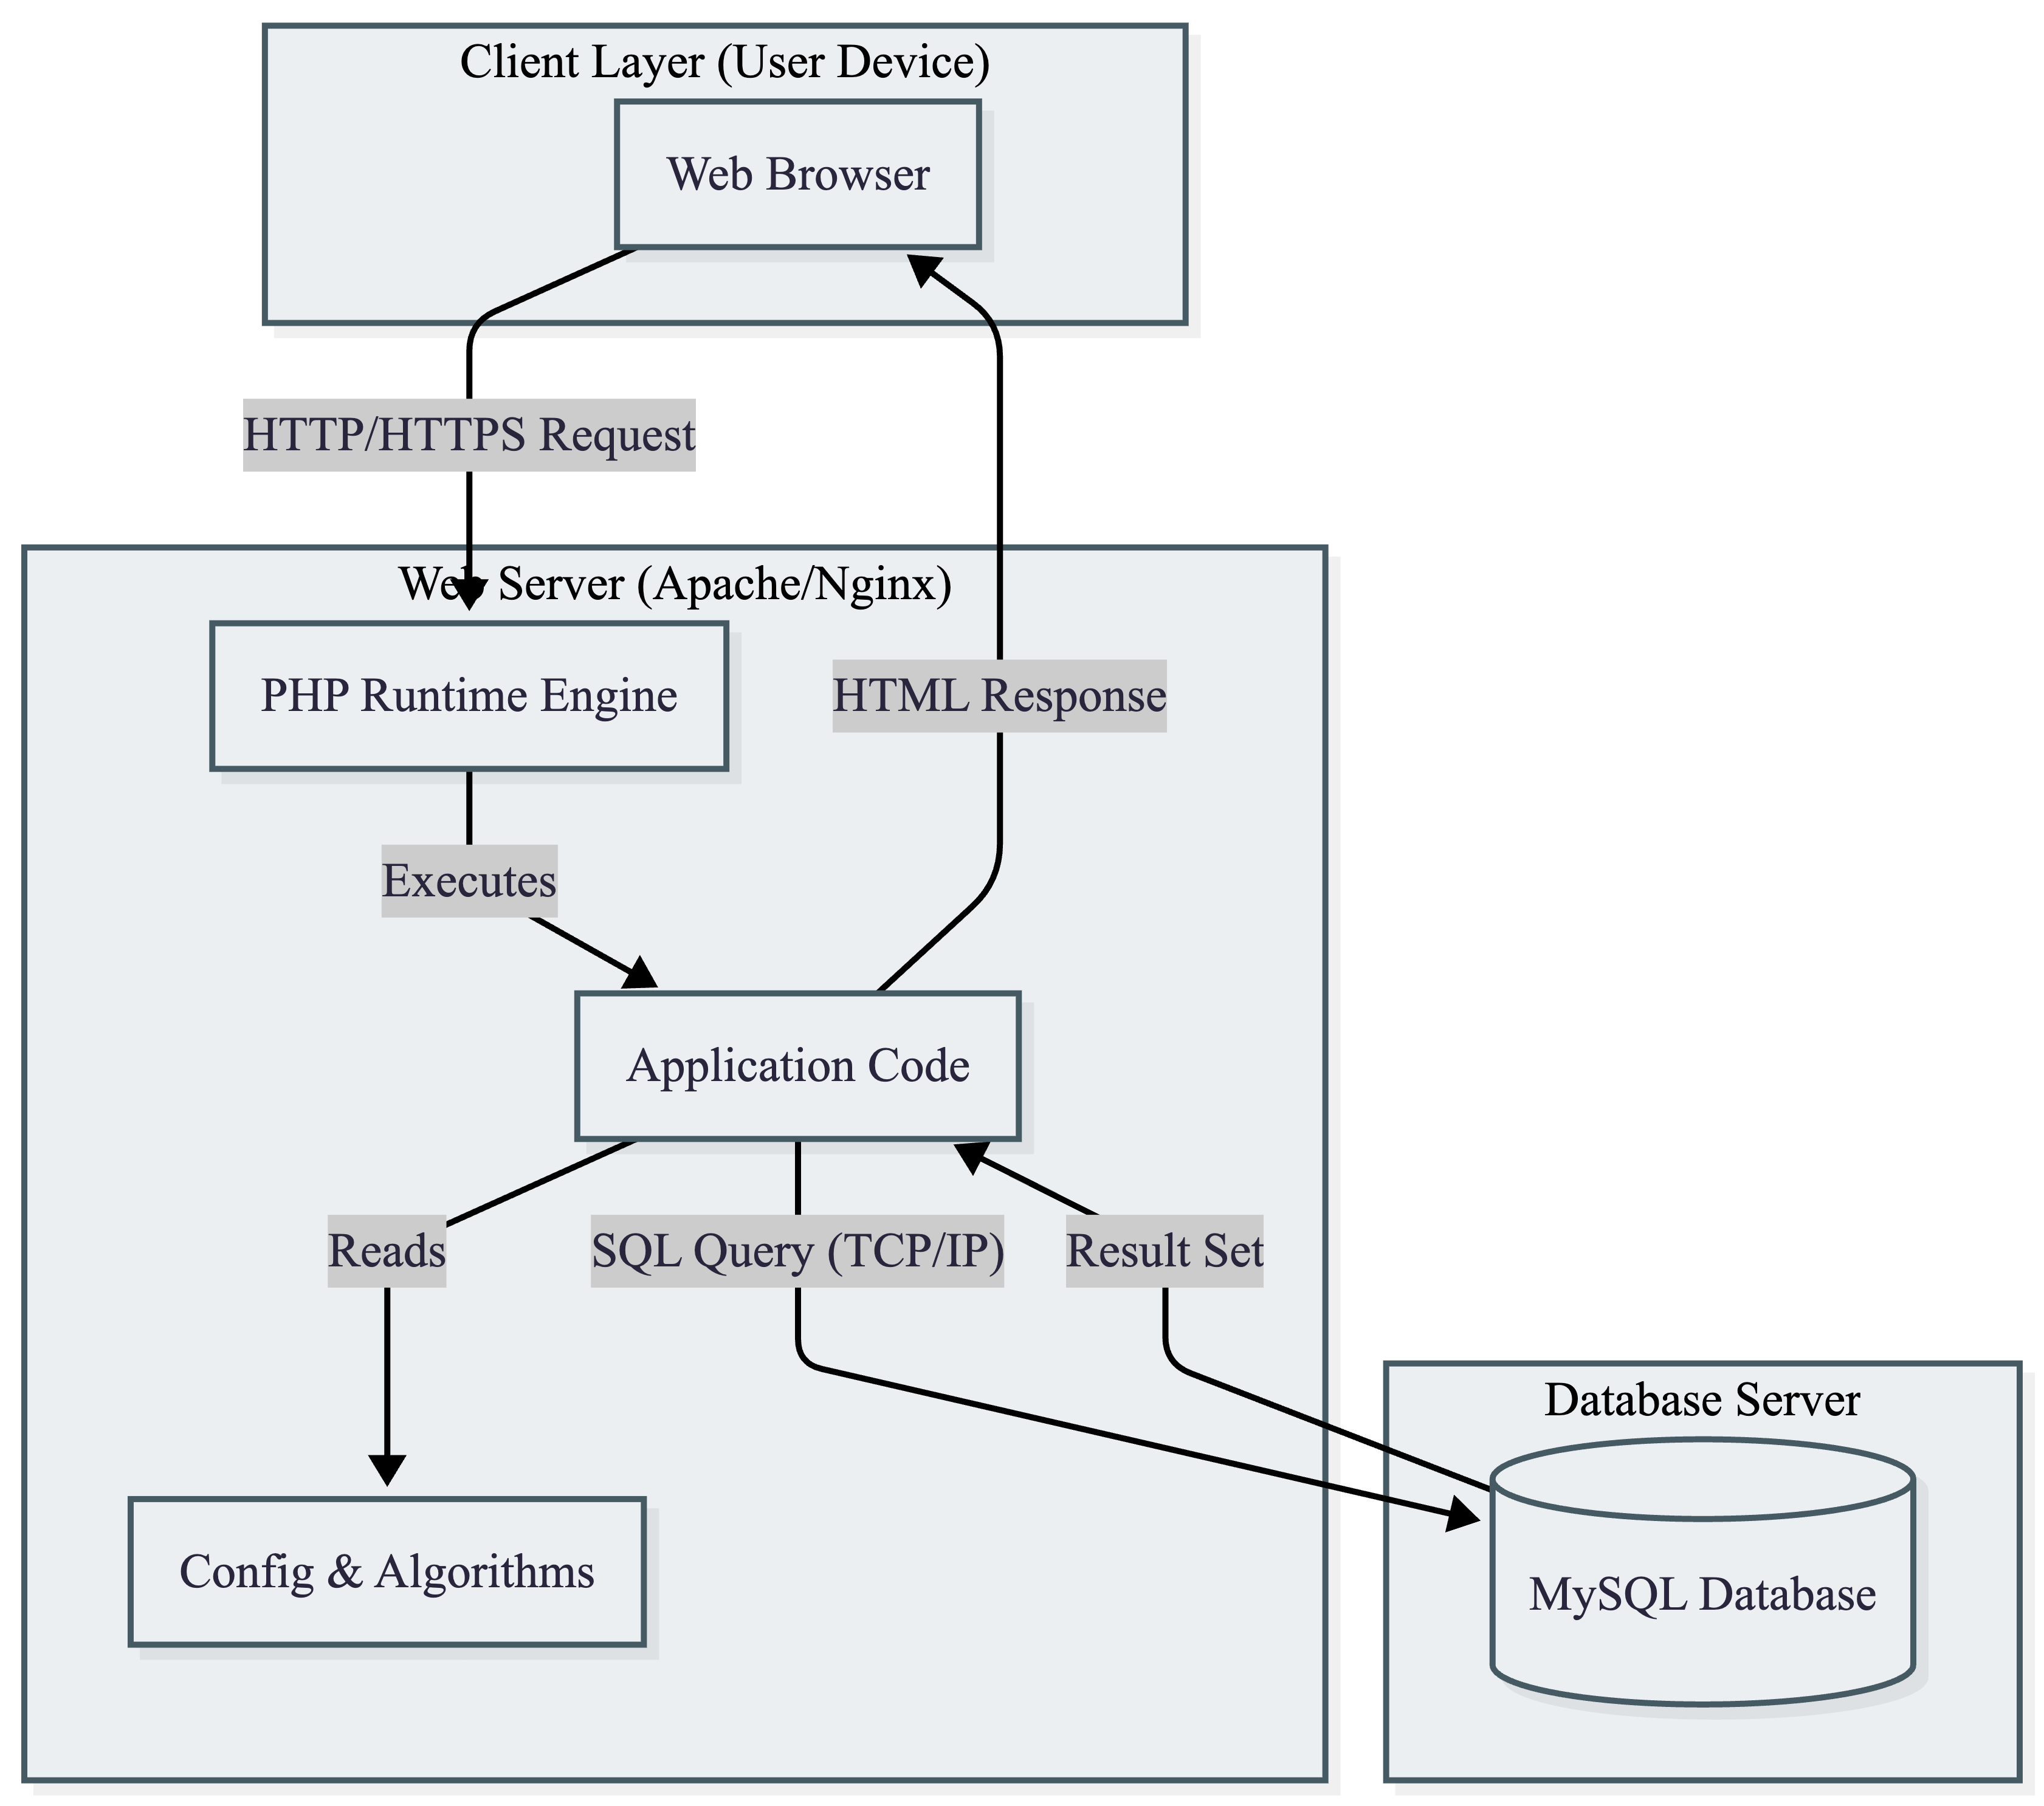 Client Layer (User Device)
Web Browser
HTTP/HTTPS Request
Web Server (Apache/Nginx)
PHP Runtime Engine
HTML Response
Executes
Application Code
Reads
SQL Query (TCP/IP)
Result Set
Database Server
Config & Algorithms
MySQL Database